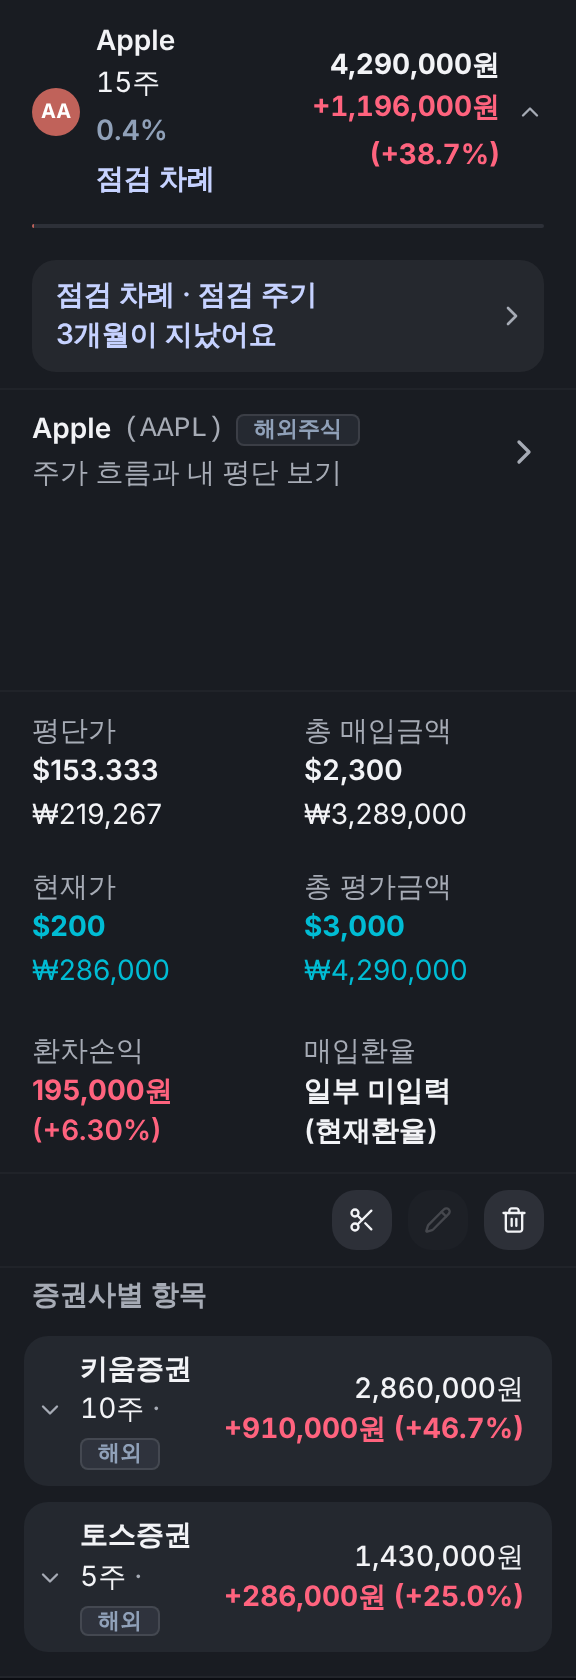 AA
Apple
15주
0.4%
점검 차례
4,290,000원
+1,196,000원
(+38.7%)
점검 차례 · 점검 주기
3개월이 지났어요
Apple (AAPL) 해외주식
주가 흐름과 내 평단 보기
평단가
$153.333
₩219,267
총 매입금액
$2,300
₩3,289,000
현재가
$200
₩286,000
총 평가금액
$3,000
₩4,290,000
환차손익
195,000원
(+6.30%)
매입환율
일부 미입력
(현재환율)
증권사별 항목
키움증권
10주 ·
해외
2,860,000원
+910,000원 (+46.7%)
토스증권
5주 ·
해외
1,430,000원
+286,000원 (+25.0%)